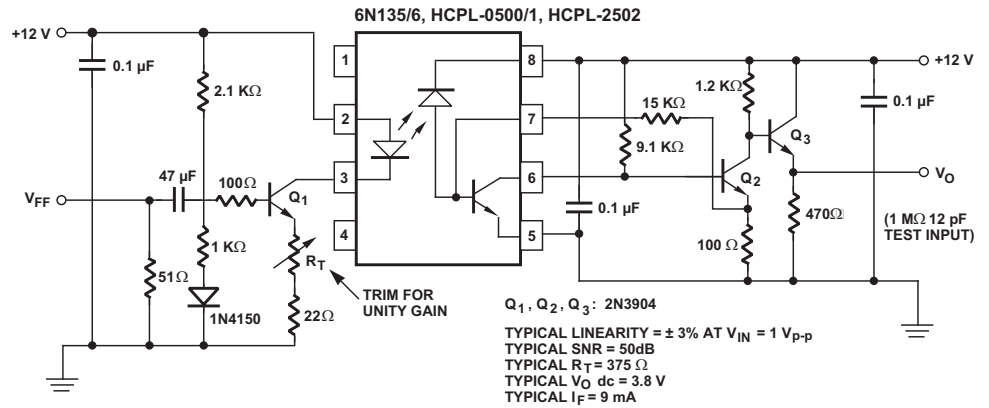 6N135/6, HCPL-0500/1, HCPL-2502
+12 V
0.1 µF
2.1 KΩ
47 µF
100Ω
Q1
VFF
1 KΩ
51Ω
1N4150
RT
22Ω
TRIM FOR
UNITY GAIN
1
2
3
4
8
7
6
5
+12 V
1.2 KΩ
15 KΩ
0.1 µF
9.1 KΩ
Q3
Q2
VO
0.1 µF
470Ω
100 Ω
(1 MΩ 12 pF
TEST INPUT)
Q1, Q2, Q3: 2N3904
TYPICAL LINEARITY = ± 3% AT VIN = 1 Vp-p
TYPICAL SNR = 50dB
TYPICAL RT = 375 Ω
TYPICAL VO dc = 3.8 V
TYPICAL IF = 9 mA